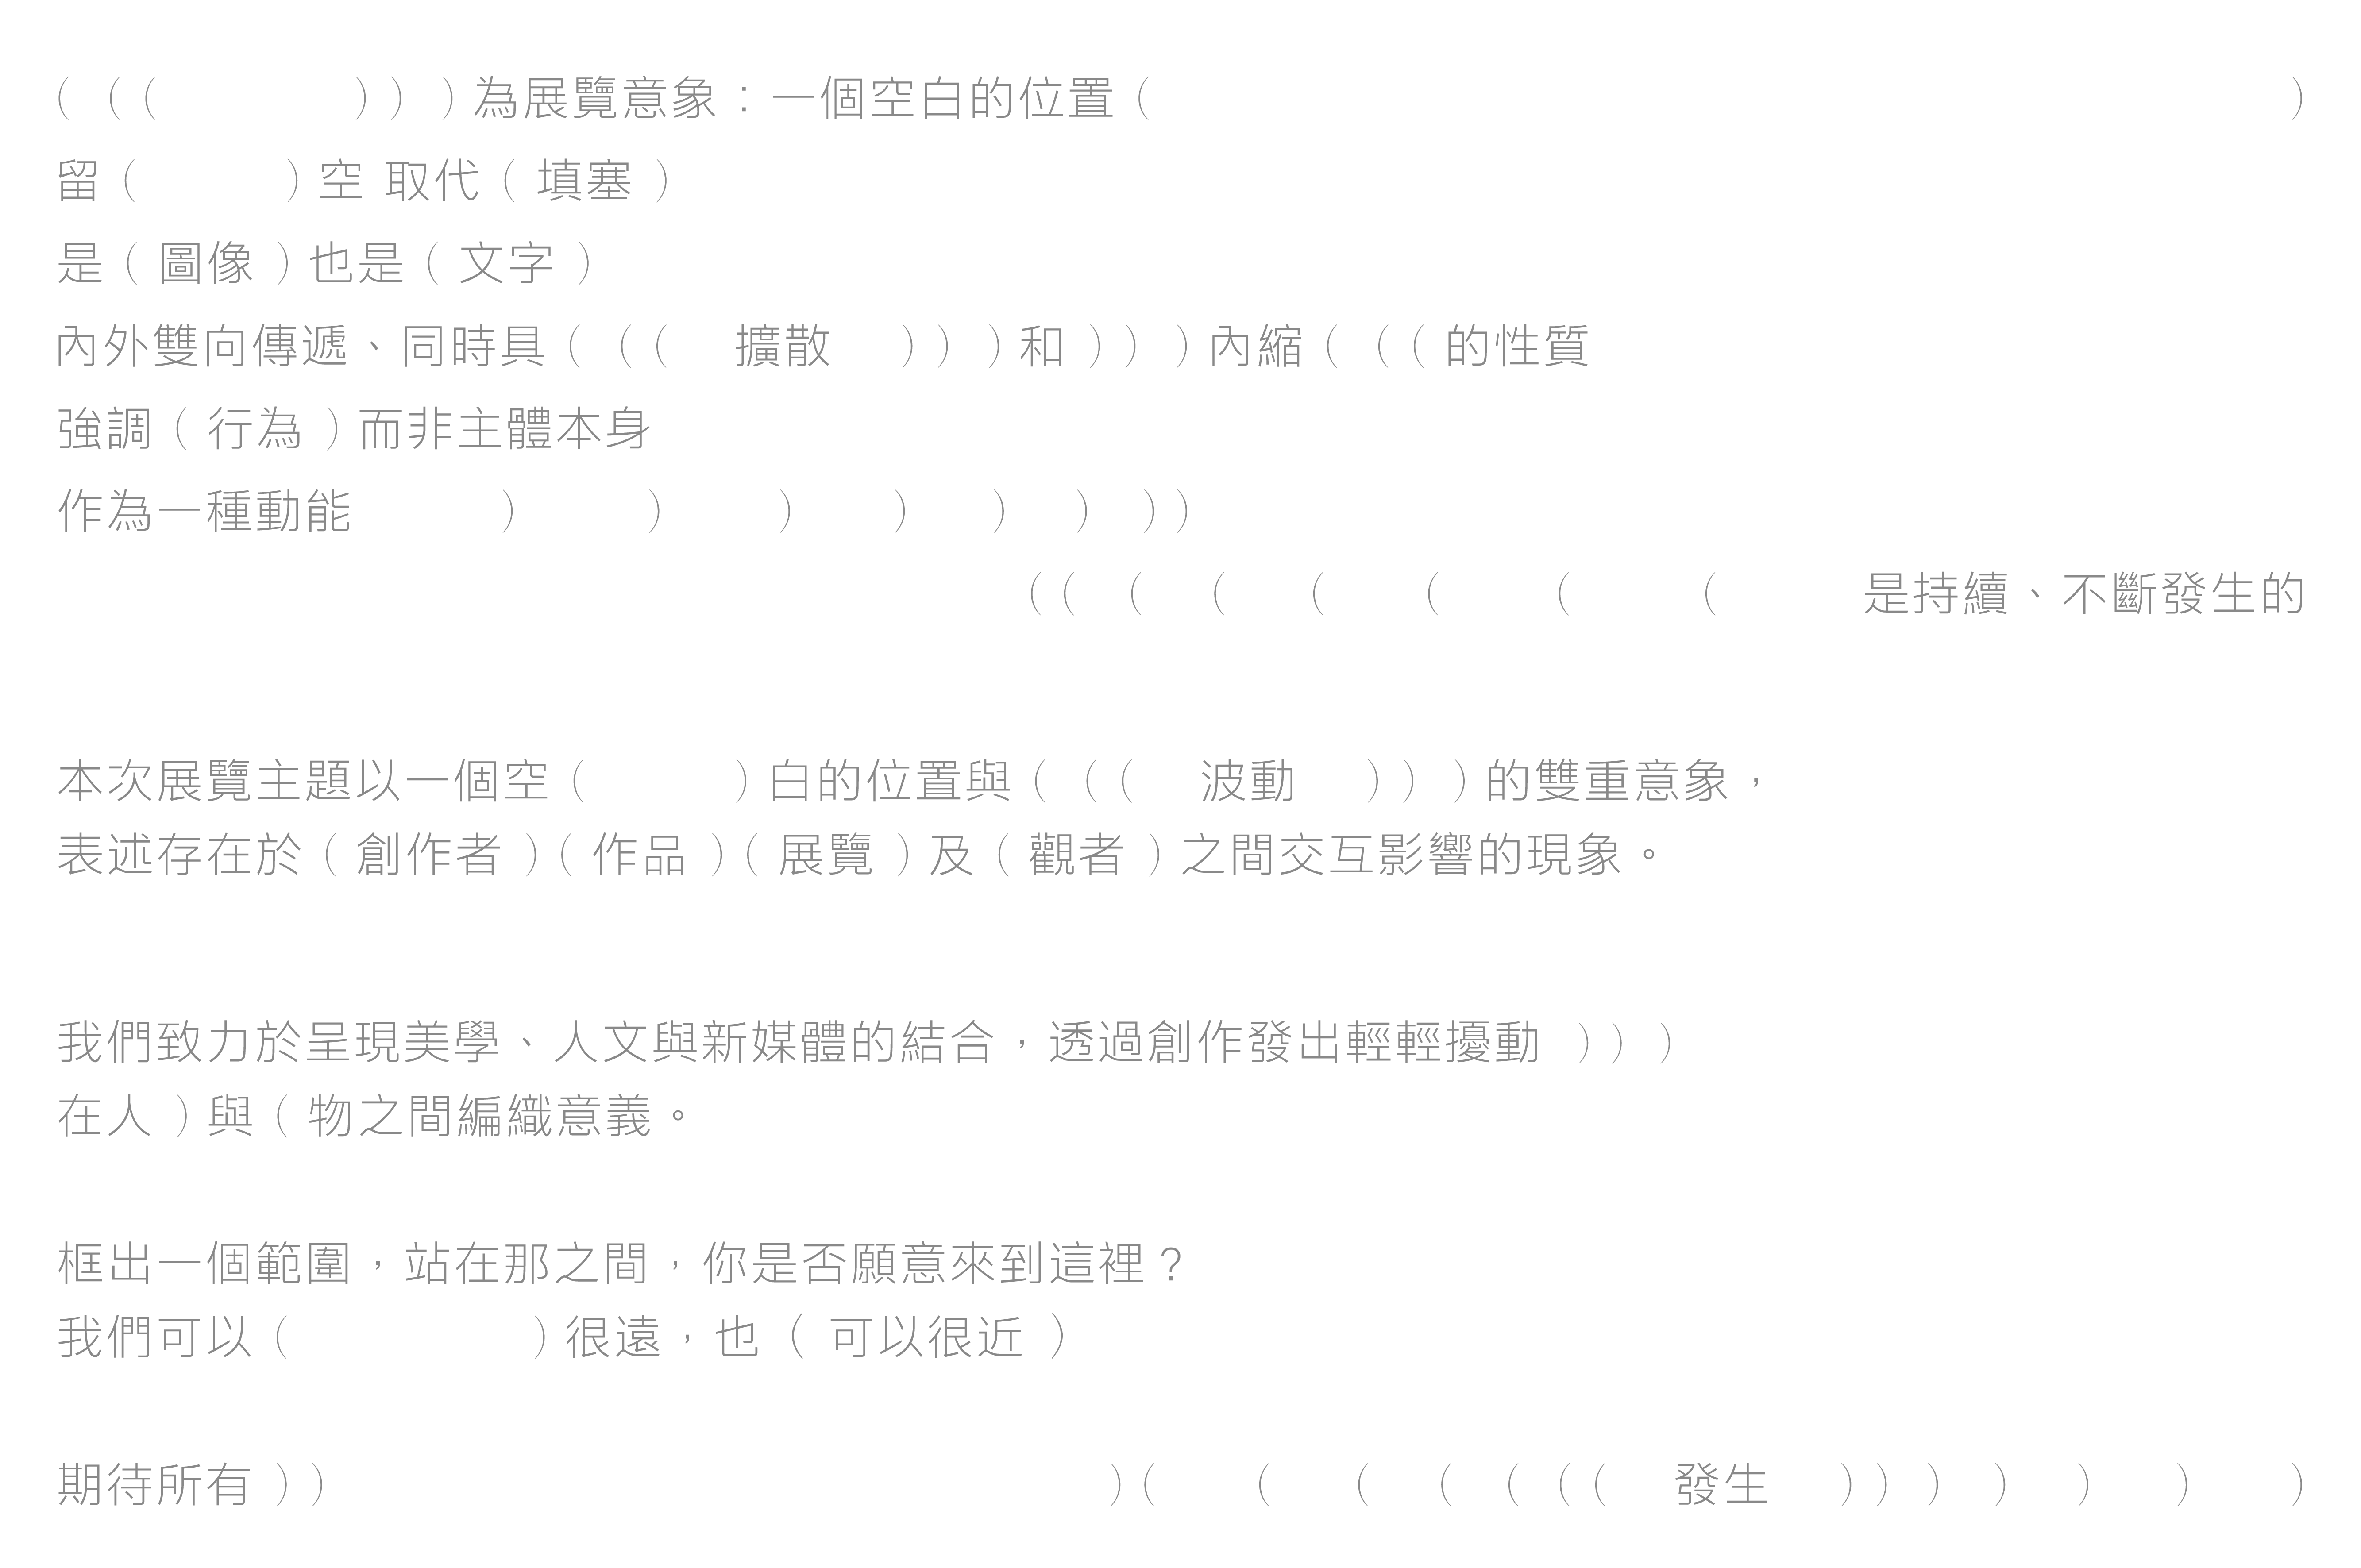 ( ( (      ) ) ) 為展覽意象：一個空白的位置 (                                  )
留 (     ) 空 取代 ( 填塞 )
是 ( 圖像 ) 也是 ( 文字 )
內外雙向傳遞、同時具 ( ( (  擴散  ) ) ) 和 ) ) ) 內縮 ( ( ( 的性質
強調 ( 行為 ) 而非主體本身
作為一種動能     )    )   )   )  )  ) ) )
( ( (  (  (   (   (    (    是持續、不斷發生的
本次展覽主題以一個空 (     ) 白的位置與 ( ( (  波動  ) ) ) 的雙重意象，
表述存在於 ( 創作者 ) ( 作品 ) ( 展覽 ) 及 ( 觀者 ) 之間交互影響的現象。
我們致力於呈現美學、人文與新媒體的結合，透過創作發出輕輕擾動 ) ) )
在人 ) 與 ( 物之間編織意義。
框出一個範圍，站在那之間，你是否願意來到這裡？
我們可以 (       ) 很遠，也 ( 可以很近 )
期待所有 ) )                        ) (   (   (  (  ( ( (  發生  ) ) )  )  )   )   )